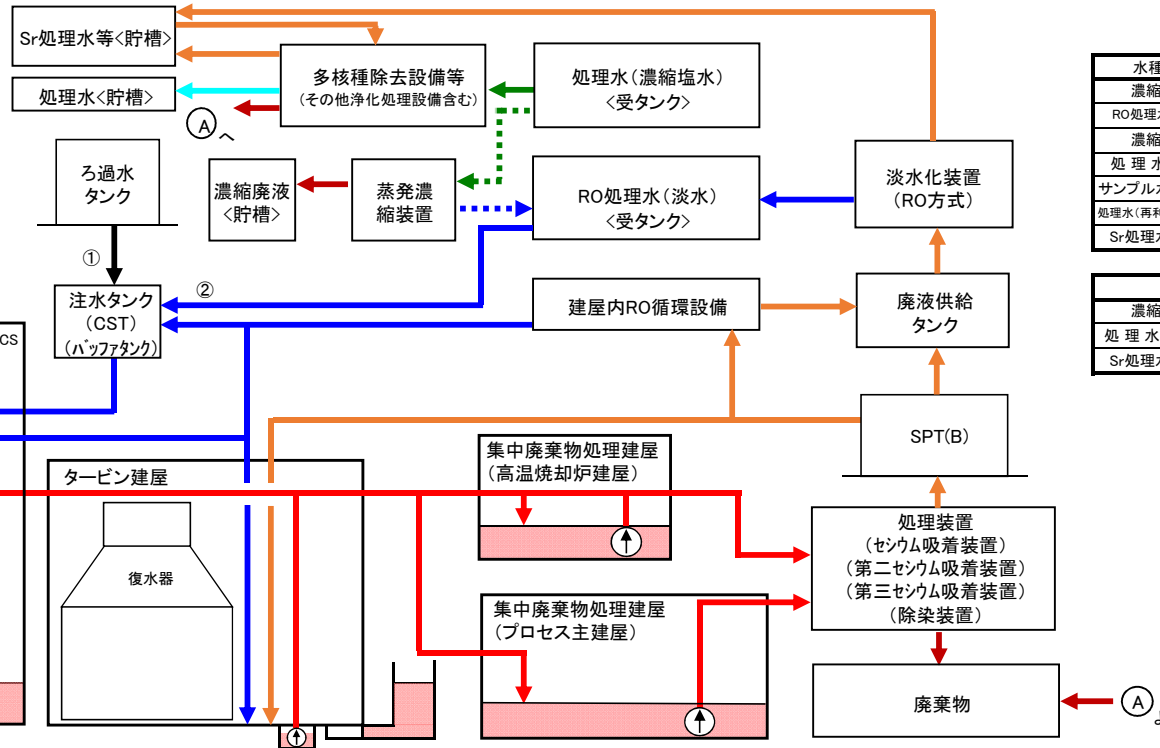 Sr処理水等<貯槽>
処理水<貯槽>
多核種除去設備等
(その他浄化処理設備含む)
処理水(濃縮塩水)
<受タンク>
A へ
ろ過水
タンク
濃縮廃液
<貯槽>
蒸発濃
縮装置
RO処理水(淡水)
<受タンク>
淡水化装置
(RO方式)
①
②
注水タンク
(CST)
(バッファタンク)
建屋内RO循環設備
廃液供給
タンク
CS
SPT(B)
タービン建屋
復水器
集中廃棄物処理建屋
(高温焼却炉建屋)
処理装置
(セシウム吸着装置)
(第二セシウム吸着装置)
(第三セシウム吸着装置)
(除染装置)
集中廃棄物処理建屋
(プロセス主建屋)
廃棄物
A
水種
濃縮
RO処理水
濃縮
処理水
サンプル水
処理水(再利
Sr処理水
濃縮
処理水
Sr処理水